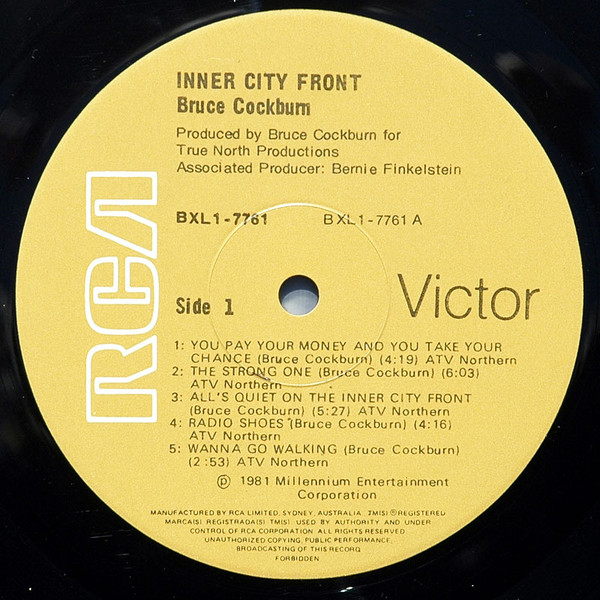 INNER CITY FRONT
Bruce Cockburn
Produced by Bruce Cockburn for
True North Productions
Associated Producer: Bernie Finkelstein
BXL1-7761 BXL1-7761 A
RCA
Victor
Side 1
1: YOU PAY YOUR MONEY AND YOU TAKE YOUR
CHANCE (Bruce Cockburn) (4:19) ATV Northern
2: THE STRONG ONE (Bruce Cockburn) (6:03)
ATV Northern
3: ALL'S QUIET ON THE INNER CITY FRONT
(Bruce Cockburn) (5:27) ATV Northern
4: RADIO SHOES (Bruce Cockburn) (4:16)
ATV Northern
5: WANNA GO WALKING (Bruce Cockburn)
(2:53) ATV Northern
℗ 1981 Millennium Entertainment
Corporation
MANUFACTURED BY RCA LIMITED, SYDNEY, AUSTRALIA. TM(S) ® REGISTERED
MARCA(S) REGISTRADA(S) TM(S) USED BY AUTHORITY AND UNDER
CONTROL OF RCA CORPORATION ALL RIGHTS RESERVED
UNAUTHORIZED COPYING, PUBLIC PERFORMANCE,
BROADCASTING OF THIS RECORD
FORBIDDEN